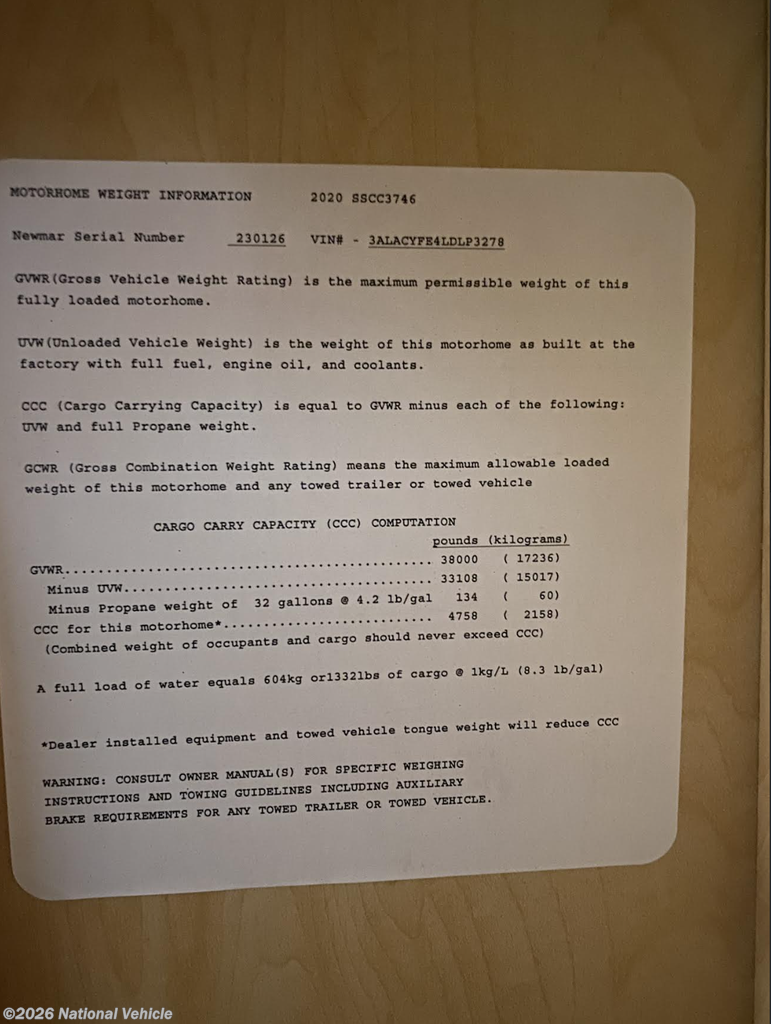 MOTORHOME WEIGHT INFORMATION 2020 SSCC3746
Newmar Serial Number 230126 VIN# - 3ALACYFE4LDLP3278
GVWR(Gross Vehicle Weight Rating) is the maximum permissible weight of this
fully loaded motorhome.
UVW(Unloaded Vehicle Weight) is the weight of this motorhome as built at the
factory with full fuel, engine oil, and coolants.
CCC (Cargo Carrying Capacity) is equal to GVWR minus each of the following:
UVW and full Propane weight.
GCWR (Gross Combination Weight Rating) means the maximum allowable loaded
weight of this motorhome and any towed trailer or towed vehicle
CARGO CARRY CAPACITY (CCC) COMPUTATION
pounds (kilograms)
GVWR.............................................. 38000 ( 17236)
Minus UVW...................................... 33108 ( 15017)
Minus Propane weight of 32 gallons @ 4.2 lb/gal 134 ( 60)
CCC for this motorhome*.......................... 4758 ( 2158)
(Combined weight of occupants and cargo should never exceed CCC)
A full load of water equals 604kg or1332lbs of cargo @ 1kg/L (8.3 lb/gal)
*Dealer installed equipment and towed vehicle tongue weight will reduce CCC
WARNING: CONSULT OWNER MANUAL(S) FOR SPECIFIC WEIGHING
INSTRUCTIONS AND TOWING GUIDELINES INCLUDING AUXILIARY
BRAKE REQUIREMENTS FOR ANY TOWED TRAILER OR TOWED VEHICLE.
©2026 National Vehicle